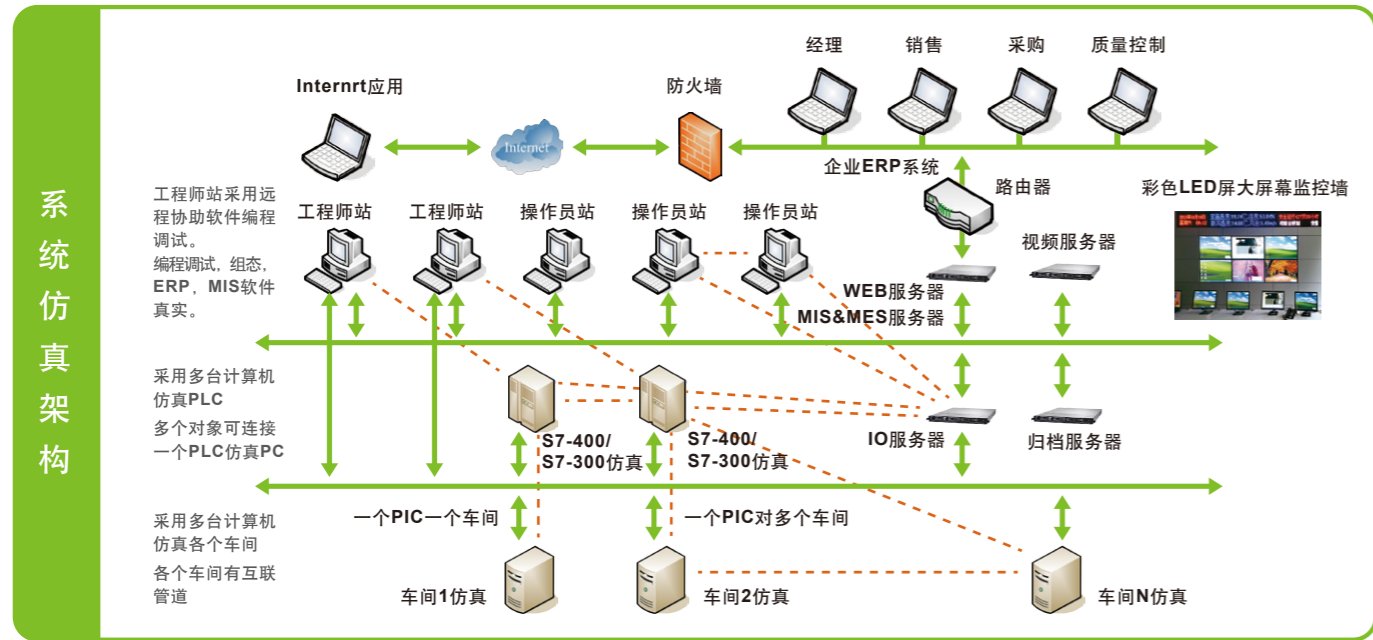 系统仿真架构
经理
销售
采购
质量控制
Internrt应用
防火墙
Internet
企业ERP系统
路由器
彩色LED屏大屏幕监控墙
工程师站采用远
程协助软件编程
调试。
编程调试，组态，
ERP，MIS软件
真实。
工程师站
工程师站
操作员站
操作员站
操作员站
视频服务器
WEB服务器
MIS&MES服务器
采用多台计算机
仿真PLC
多个对象可连接
一个PLC仿真PC
S7-400/
S7-300仿真
S7-400/
S7-300仿真
IO服务器
归档服务器
采用多台计算机
仿真各个车间
各个车间有互联
管道
一个PIC一个车间
一个PIC对多个车间
车间1仿真
车间2仿真
车间N仿真